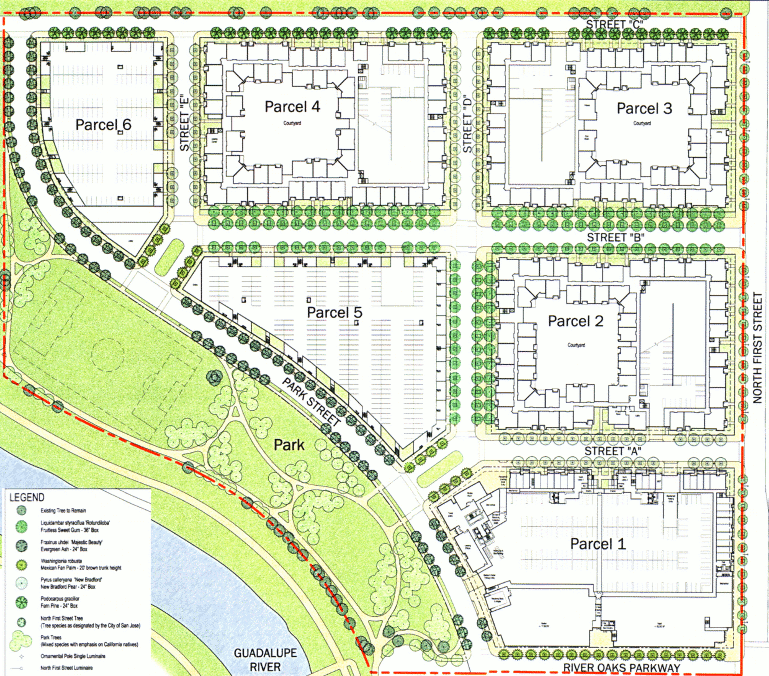 STREET "C"
Parcel 6
STREET "E"
Parcel 4
Courtyard
STREET "D"
Parcel 3
Courtyard
STREET "B"
Parcel 5
Parcel 2
Courtyard
NORTH FIRST STREET
PARK STREET
Park
STREET "A"
Parcel 1
LEGEND
Existing Tree to Remain
Liquidambar styraciflua 'Rotundiloba'
Fruitless Sweet Gum - 36" Box
Fraxinus uhdei 'Majestic Beauty'
Evergreen Ash - 24" Box
Washingtonia robusta
Mexican Fan Palm - 20' brown trunk height
Pyrus calleryana 'New Bradford'
New Bradford Pear - 24" Box
Podocarpus gracilior
Fern Pine - 24" Box
North First Street Tree
(Tree species as designated by the City of San Jose)
Park Trees
(Mixed species with emphasis on California natives)
Ornamental Pole Single Luminaire
North First Street Luminaire
GUADALUPE
RIVER
RIVER OAKS PARKWAY